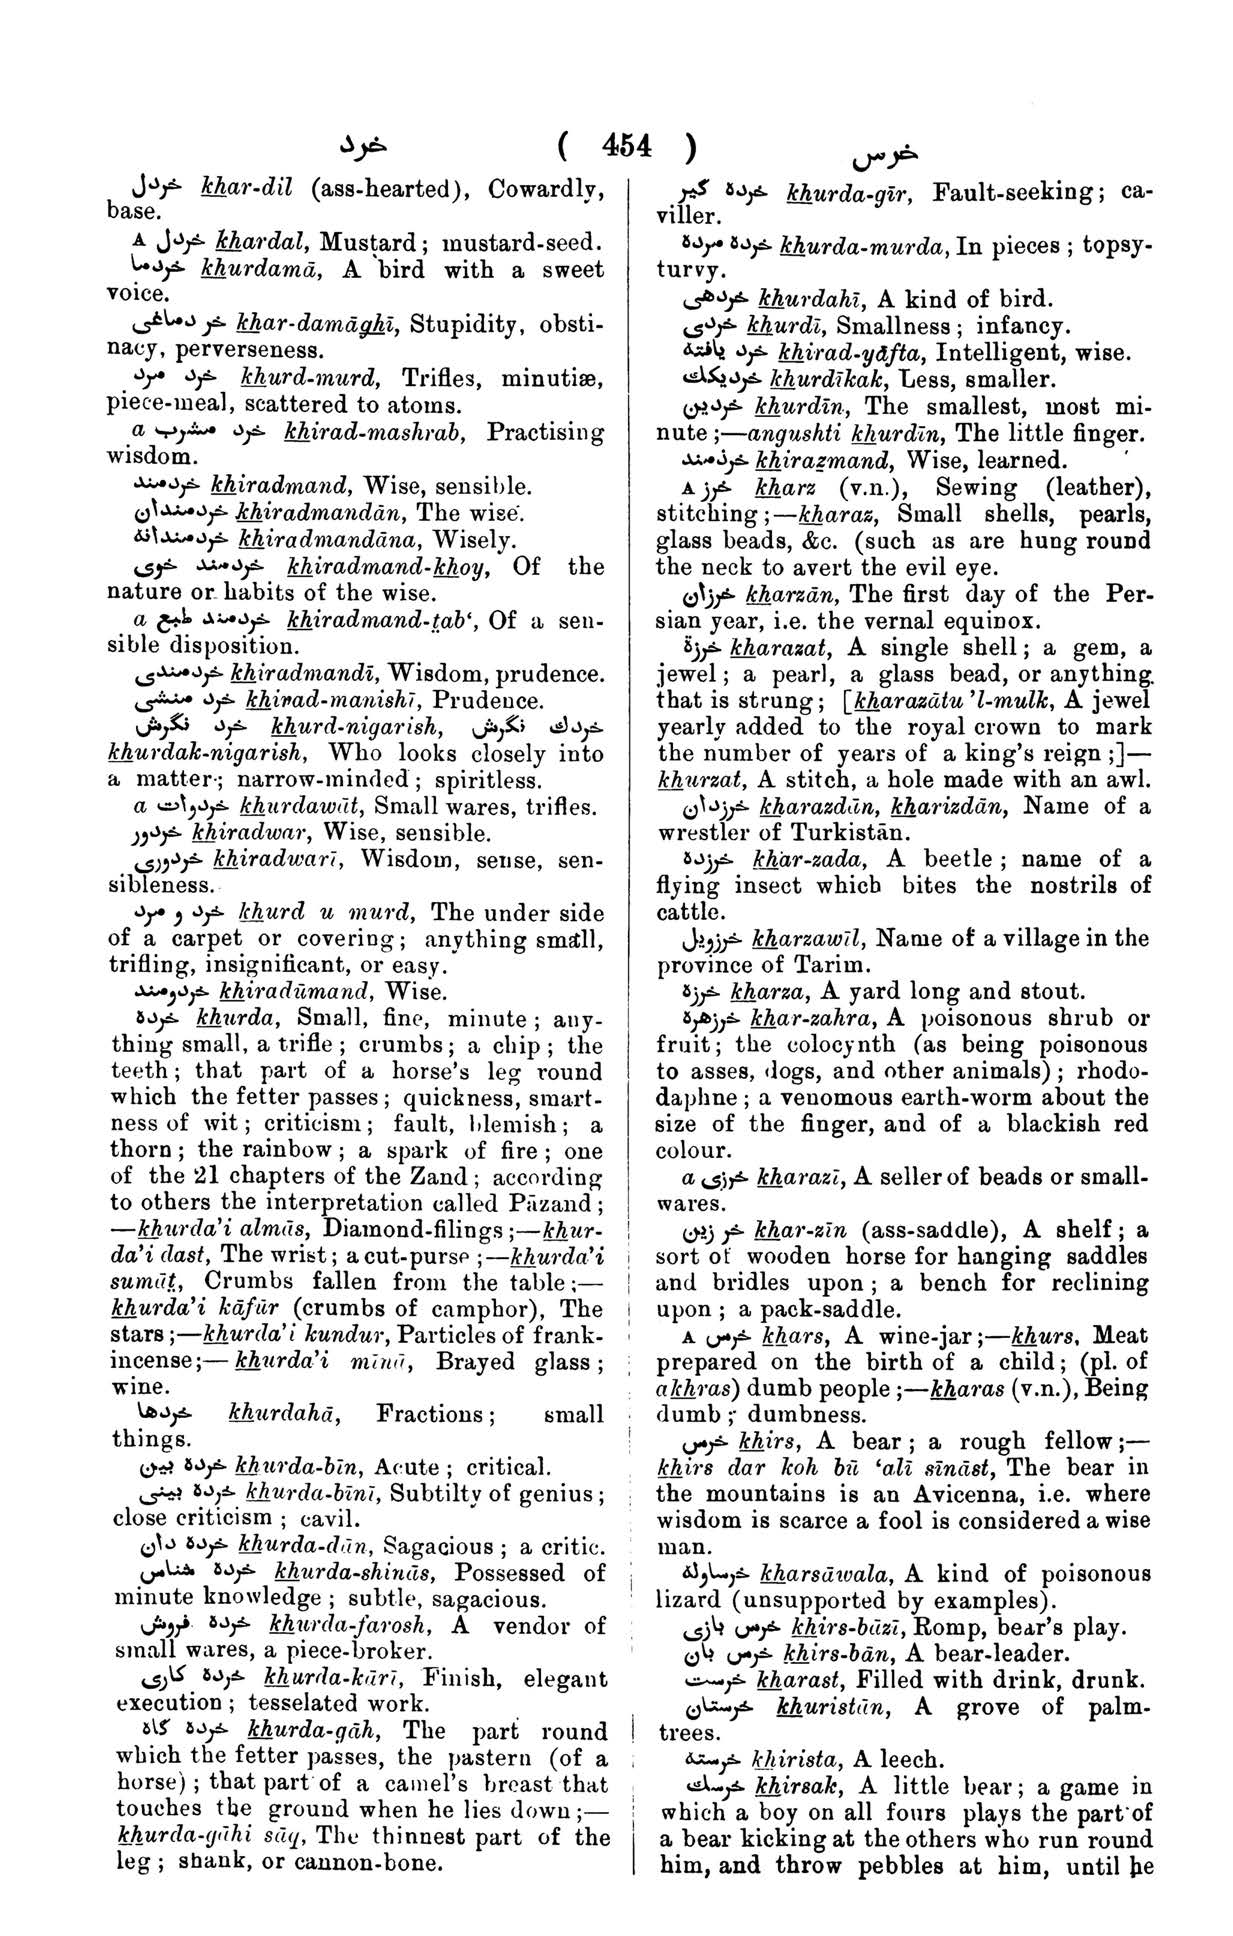 خرد ( 454 ) خرس
خردل khar-dil (ass-hearted), Cowardly,
base.
A خردل khardal, Mustard; mustard-seed.
خردما khurdamā, A bird with a sweet
voice.
خر دماغی khar-damāghī, Stupidity, obsti-
nacy, perverseness.
خرد مرد khurd-murd, Trifles, minutiæ,
piece-meal, scattered to atoms.
a خرد مشرب khirad-mashrab, Practising
wisdom.
خردمند khiradmand, Wise, sensible.
خردمندان khiradmandān, The wise.
خردمندانه khiradmandāna, Wisely.
خردمند خوی khiradmand-khoy, Of the
nature or habits of the wise.
a خردمند طبع khiradmand-t̤ab‘, Of a sen-
sible disposition.
خردمندی khiradmandī, Wisdom, prudence.
خرد منشی khirad-manishī, Prudence.
خرد نگرش khurd-nigarish, خردك نگرش
khurdak-nigarish, Who looks closely into
a matter; narrow-minded; spiritless.
a خردوات khurdawāt, Small wares, trifles.
خردور khiradwar, Wise, sensible.
خردوری khiradwarī, Wisdom, sense, sen-
sibleness.
خرد و مرد khurd u murd, The under side
of a carpet or covering; anything small,
trifling, insignificant, or easy.
خردومند khiradūmand, Wise.
خرده khurda, Small, fine, minute; any-
thing small, a trifle; crumbs; a chip; the
teeth; that part of a horse's leg round
which the fetter passes; quickness, smart-
ness of wit; criticism; fault, blemish; a
thorn; the rainbow; a spark of fire; one
of the 21 chapters of the Zand; according
to others the interpretation called Pāzand;
—khurda'i almās, Diamond-filings;—khur-
da'i dast, The wrist; a cut-purse;—khurda'i
sumāt̤, Crumbs fallen from the table;—
khurda'i kāfūr (crumbs of camphor), The
stars;—khurda'i kundur, Particles of frank-
incense;—khurda'i mīnā, Brayed glass;
wine.
خردها khurdahā, Fractions; small
things.
خرده بین khurda-bīn, Acute; critical.
خرده بینی khurda-bīnī, Subtilty of genius;
close criticism; cavil.
خرده دان khurda-dān, Sagacious; a critic.
خرده شناس khurda-shinās, Possessed of
minute knowledge; subtle, sagacious.
خرده فروش khurda-farosh, A vendor of
small wares, a piece-broker.
خرده کاری khurda-kārī, Finish, elegant
execution; tesselated work.
خرده گاه khurda-gāh, The part round
which the fetter passes, the pastern (of a
horse); that part of a camel's breast that
touches the ground when he lies down;—
khurda-gāhi sāq, The thinnest part of the
leg; shank, or cannon-bone.
خرده گیر khurda-gīr, Fault-seeking; ca-
viller.
خرده مرده khurda-murda, In pieces; topsy-
turvy.
خردهی khurdahī, A kind of bird.
خردی khurdī, Smallness; infancy.
خرد یافته khirad-yāfta, Intelligent, wise.
خردیکك khurdīkak, Less, smaller.
خردین khurdīn, The smallest, most mi-
nute;—angushti khurdīn, The little finger.
خرذمند khiraẕmand, Wise, learned.
A خرز kharz (v.n.), Sewing (leather),
stitching;—kharaz, Small shells, pearls,
glass beads, &c. (such as are hung round
the neck to avert the evil eye.
خرزان kharzān, The first day of the Per-
sian year, i.e. the vernal equinox.
خرزة kharazat, A single shell; a gem, a
jewel; a pearl, a glass bead, or anything
that is strung; [kharazātu 'l-mulk, A jewel
yearly added to the royal crown to mark
the number of years of a king's reign;]—
khurzat, A stitch, a hole made with an awl.
خرزدان kharazdān, kharizdān, Name of a
wrestler of Turkistān.
خرزده khar-zada, A beetle; name of a
flying insect which bites the nostrils of
cattle.
خرزویل kharzawīl, Name of a village in the
province of Tarim.
خرزه kharza, A yard long and stout.
خرزهره khar-zahra, A poisonous shrub or
fruit; the colocynth (as being poisonous
to asses, dogs, and other animals); rhodo-
daphne; a venomous earth-worm about the
size of the finger, and of a blackish red
colour.
a خرزی kharazī, A seller of beads or small-
wares.
خر زین khar-zīn (ass-saddle), A shelf; a
sort of wooden horse for hanging saddles
and bridles upon; a bench for reclining
upon; a pack-saddle.
A خرس khars, A wine-jar;—khurs, Meat
prepared on the birth of a child; (pl. of
akhras) dumb people;—kharas (v.n.), Being
dumb; dumbness.
خرس khirs, A bear; a rough fellow;—
khirs dar koh bū ‘alī sīnāst, The bear in
the mountains is an Avicenna, i.e. where
wisdom is scarce a fool is considered a wise
man.
خرساوله kharsāwala, A kind of poisonous
lizard (unsupported by examples).
خرس بازی khirs-bāzī, Romp, bear's play.
خرس بان khirs-bān, A bear-leader.
خرست kharast, Filled with drink, drunk.
خرستان khuristān, A grove of palm-
trees.
خرسته khirista, A leech.
خرسك khirsak, A little bear; a game in
which a boy on all fours plays the part of
a bear kicking at the others who run round
him, and throw pebbles at him, until he